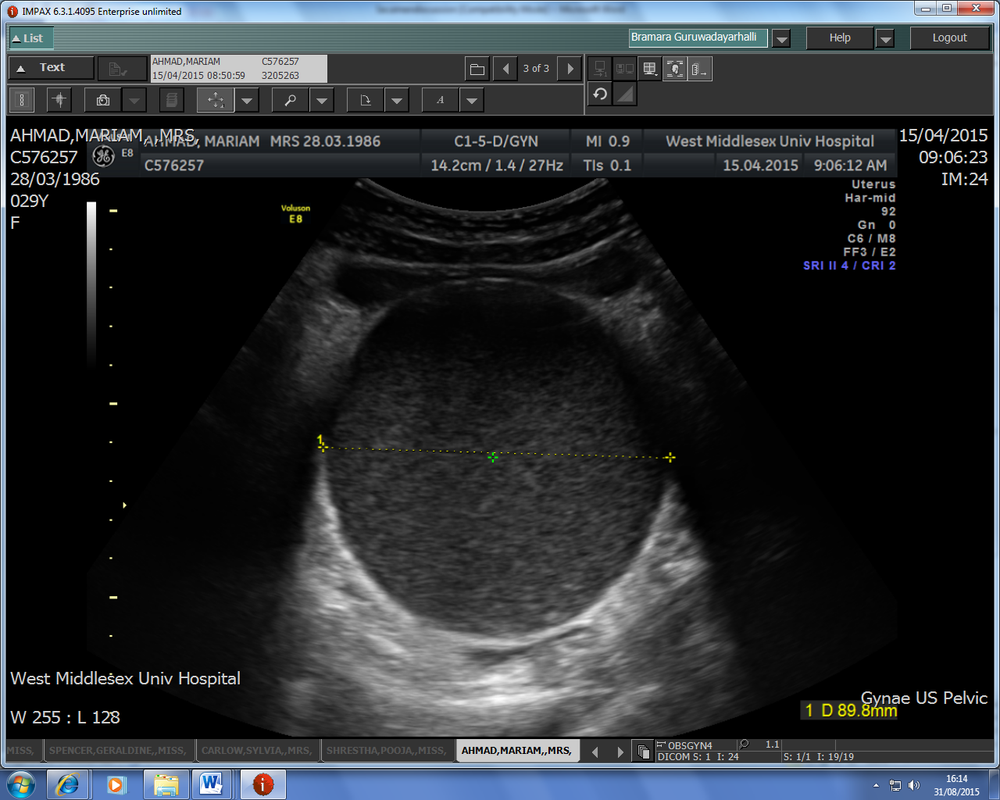 IMPAX 6.3.1.4095 Enterprise unlimited
List
Bramara Guruwadayarhalli
Help
Logout
Text
AHMAD,MARIAM C576257
15/04/2015 08:50:59 3205263
3 of 3
A
AHMAD,MARIAM, ,MRS,
C576257
28/03/1986
029Y
F
E8
AHMAD, MARIAM MRS 28.03.1986
C1-5-D/GYN
MI 0.9
West Middlesex Univ Hospital
C576257
14.2cm / 1.4 / 27Hz
TIs 0.1
15.04.2015
9:06:12 AM
15/04/2015
09:06:23
IM:24
Uterus
Har-mid
92
Gn 0
C6 / M8
FF3 / E2
SRI II 4 / CRI 2
Voluson
E8
1
West Middlesex Univ Hospital
W 255 : L 128
Gynae US Pelvic
1 D 89.8mm
MISS,
SPENCER,GERALDINE,,MISS,
CARLOW,SYLVIA,,MRS,
SHRESTHA,POOJA,,MISS,
AHMAD,MARIAM,,MRS,
OBSGYN4
1.1
DICOM S: 1 I: 24
S: 1/1 I: 19/19
16:14
31/08/2015